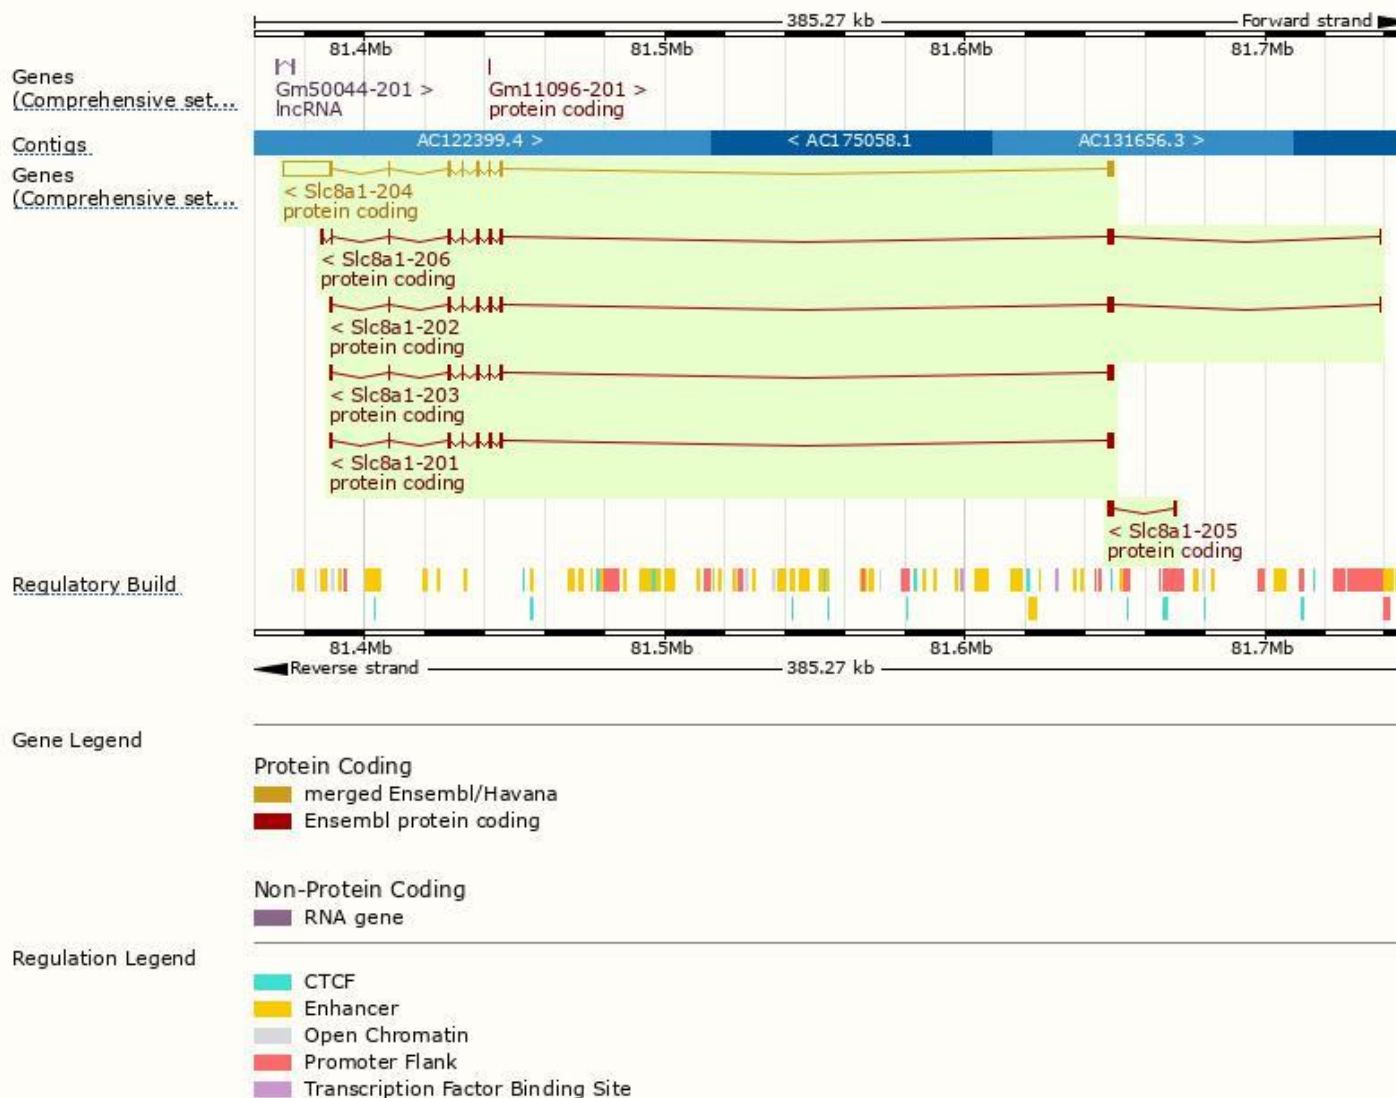 385.27 kb Forward strand
81.4Mb 81.5Mb 81.6Mb 81.7Mb
Genes
(Comprehensive set...
Gm50044-201 > Gm11096-201 >
lncRNA protein coding
Contigs AC122399.4 > < AC175058.1 AC131656.3 >
Genes
(Comprehensive set...
< Slc8a1-204
protein coding
< Slc8a1-206
protein coding
< Slc8a1-202
protein coding
< Slc8a1-203
protein coding
< Slc8a1-201
protein coding
< Slc8a1-205
protein coding
Regulatory Build
81.4Mb 81.5Mb 81.6Mb 81.7Mb
Reverse strand 385.27 kb
Gene Legend
Protein Coding
merged Ensembl/Havana
Ensembl protein coding
Non-Protein Coding
RNA gene
Regulation Legend
CTCF
Enhancer
Open Chromatin
Promoter Flank
Transcription Factor Binding Site